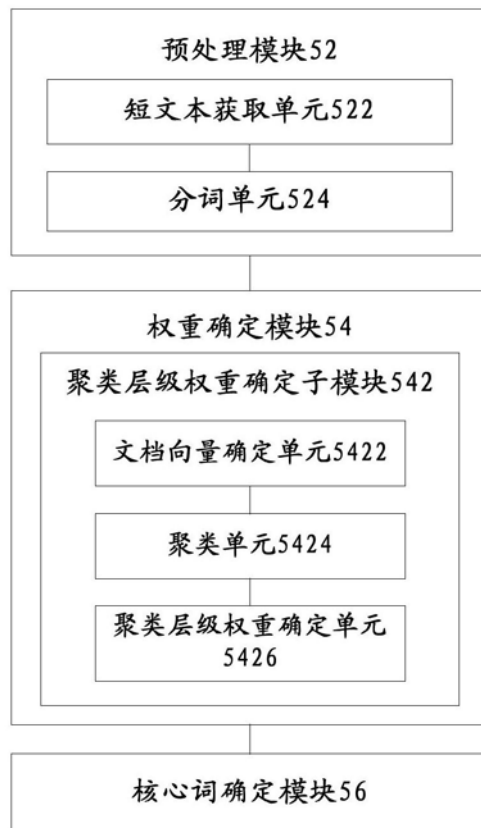 预处理模块52
短文本获取单元522
分词单元524
权重确定模块54
聚类层级权重确定子模块542
文档向量确定单元5422
聚类单元5424
聚类层级权重确定单元
5426
核心词确定模块56